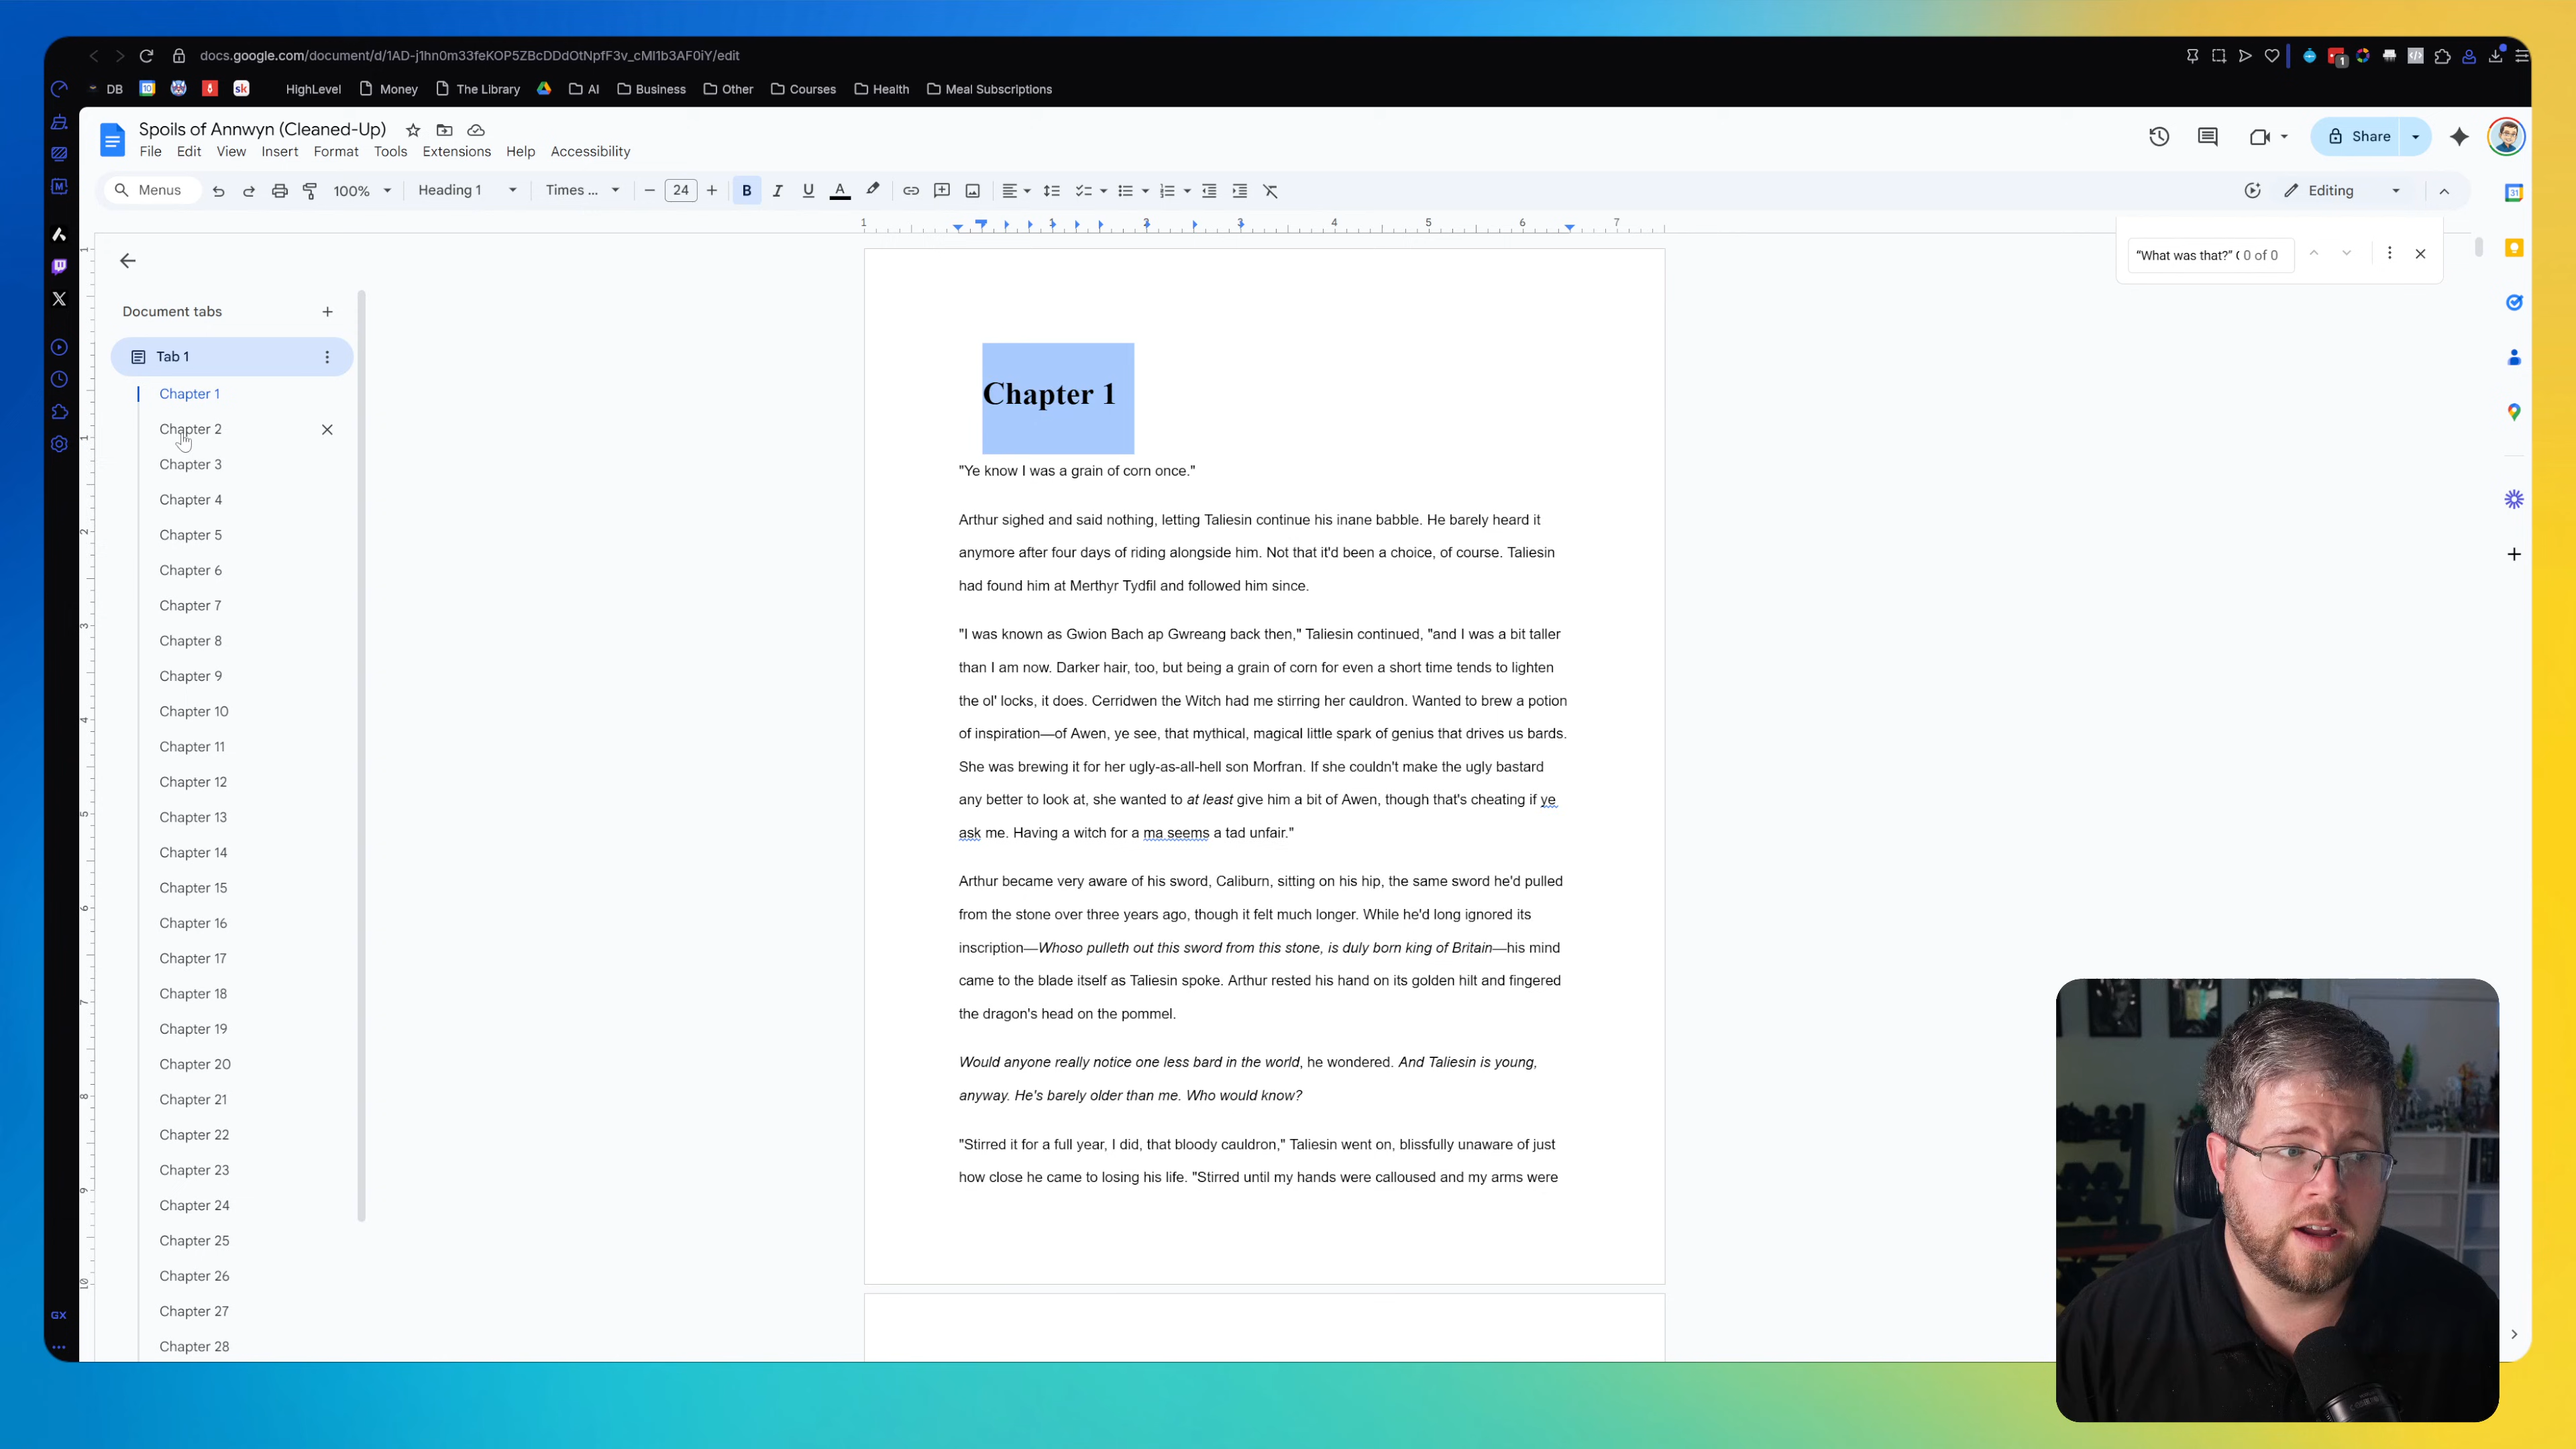 docs.google.com/document/d/1AD-j1hn0m33feKOP5ZBcDDdOtNpfF3v_cMl1b3AF0iY/edit
DB
HighLevel
Money
The Library
AI
Business
Other
Courses
Health
Meal Subscriptions
Spoils of Annwyn (Cleaned-Up)
File Edit View Insert Format Tools Extensions Help Accessibility
Share
Menus
100%
Heading 1
Times ...
24
Editing
"What was that?" 0 of 0
Document tabs
Tab 1
Chapter 1
Chapter 2
Chapter 3
Chapter 4
Chapter 5
Chapter 6
Chapter 7
Chapter 8
Chapter 9
Chapter 10
Chapter 11
Chapter 12
Chapter 13
Chapter 14
Chapter 15
Chapter 16
Chapter 17
Chapter 18
Chapter 19
Chapter 20
Chapter 21
Chapter 22
Chapter 23
Chapter 24
Chapter 25
Chapter 26
Chapter 27
Chapter 28
GX
1 1 2 3 4 5 6 7
Chapter 1
"Ye know I was a grain of corn once."
Arthur sighed and said nothing, letting Taliesin continue his inane babble. He barely heard it
anymore after four days of riding alongside him. Not that it'd been a choice, of course. Taliesin
had found him at Merthyr Tydfil and followed him since.
"I was known as Gwion Bach ap Gwreang back then," Taliesin continued, "and I was a bit taller
than I am now. Darker hair, too, but being a grain of corn for even a short time tends to lighten
the ol' locks, it does. Cerridwen the Witch had me stirring her cauldron. Wanted to brew a potion
of inspiration—of Awen, ye see, that mythical, magical little spark of genius that drives us bards.
She was brewing it for her ugly-as-all-hell son Morfran. If she couldn't make the ugly bastard
any better to look at, she wanted to at least give him a bit of Awen, though that's cheating if ye
ask me. Having a witch for a ma seems a tad unfair."
Arthur became very aware of his sword, Caliburn, sitting on his hip, the same sword he'd pulled
from the stone over three years ago, though it felt much longer. While he'd long ignored its
inscription—Whoso pulleth out this sword from this stone, is duly born king of Britain—his mind
came to the blade itself as Taliesin spoke. Arthur rested his hand on its golden hilt and fingered
the dragon's head on the pommel.
Would anyone really notice one less bard in the world, he wondered. And Taliesin is young,
anyway. He's barely older than me. Who would know?
"Stirred it for a full year, I did, that bloody cauldron," Taliesin went on, blissfully unaware of just
how close he came to losing his life. "Stirred until my hands were calloused and my arms were